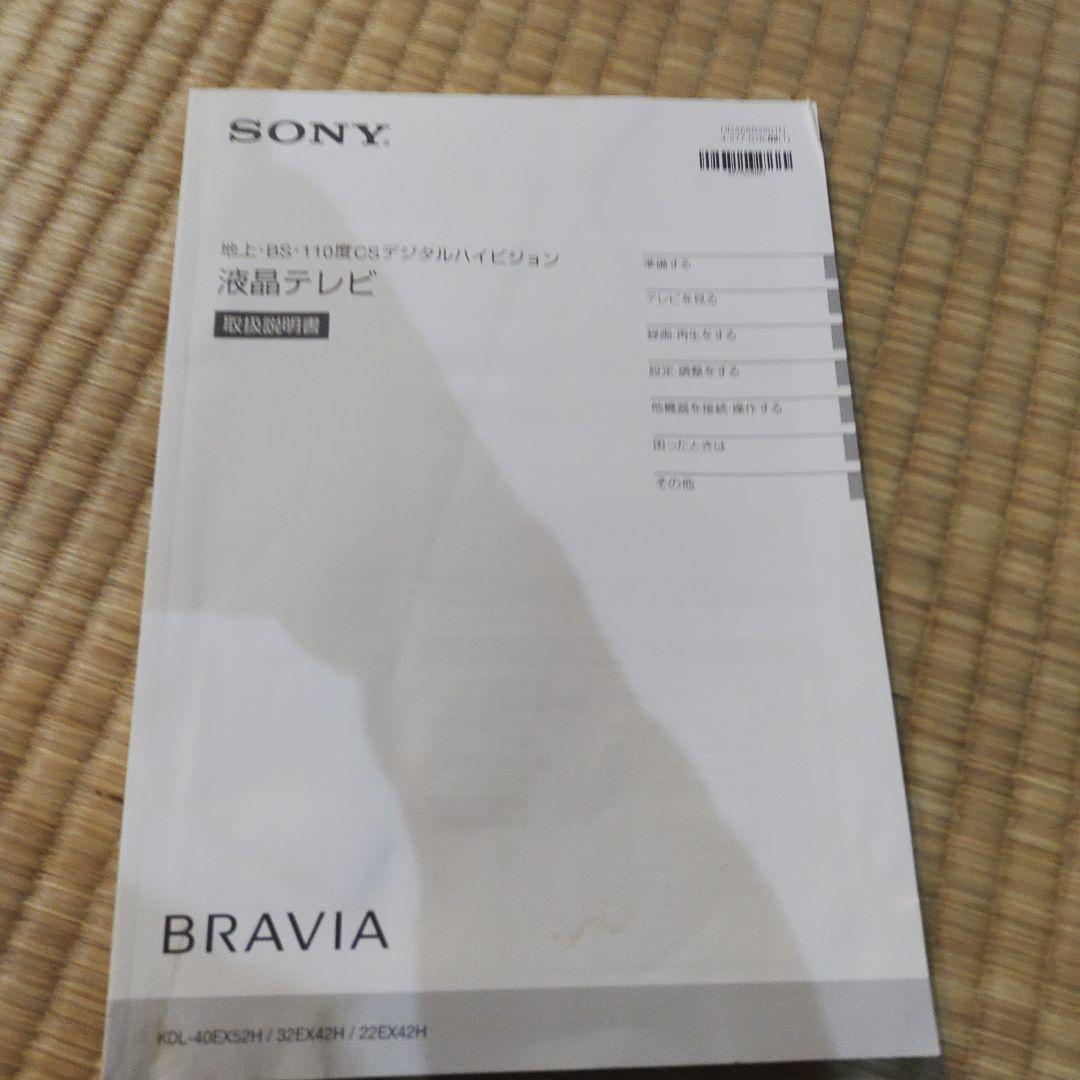 SONY
地上・BS・110度CSデジタルハイビジョン
液晶テレビ
取扱説明書
準備する
テレビを見る
録画・再生をする
設定・調整をする
他機器を接続・操作する
困ったときは
その他
BRAVIA
KDL-40EX52H / 32EX42H / 22EX42H